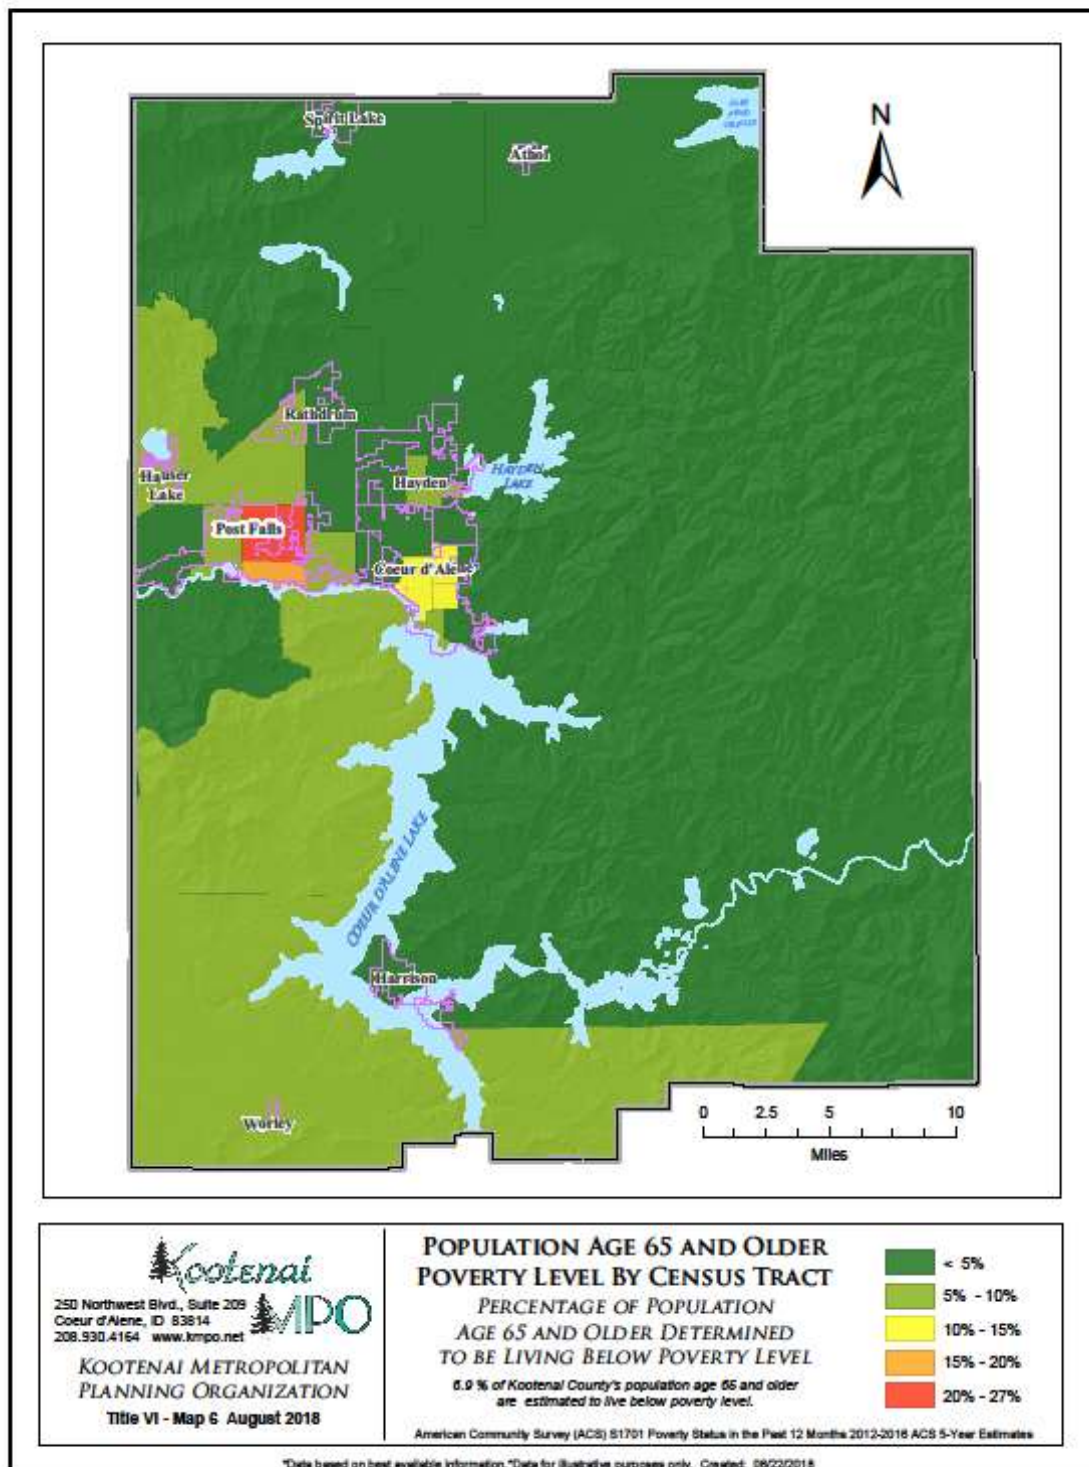 Spirit Lake
Athol
N
Rathdrum
Hauser
Lake
Hayden
HAYDEN
LAKE
Post Falls
Coeur d'Alene
COEUR D'ALENE LAKE
Harrison
Worley
0 2.5 5 10
Miles
Kootenai
MPO
250 Northwest Blvd., Suite 209
Coeur d'Alene, ID 83814
208.930.4164 www.kmpo.net
KOOTENAI METROPOLITAN
PLANNING ORGANIZATION
Title VI - Map 6 August 2018
POPULATION AGE 65 AND OLDER
POVERTY LEVEL BY CENSUS TRACT
PERCENTAGE OF POPULATION
AGE 65 AND OLDER DETERMINED
TO BE LIVING BELOW POVERTY LEVEL
6.9 % of Kootenai County's population age 65 and older
are estimated to live below poverty level.
< 5%
5% - 10%
10% - 15%
15% - 20%
20% - 27%
American Community Survey (ACS) S1701 Poverty Status in the Past 12 Months 2012-2016 ACS 5-Year Estimates
*Data based on best available information *Data for illustrative purposes only. Created: 08/22/2018